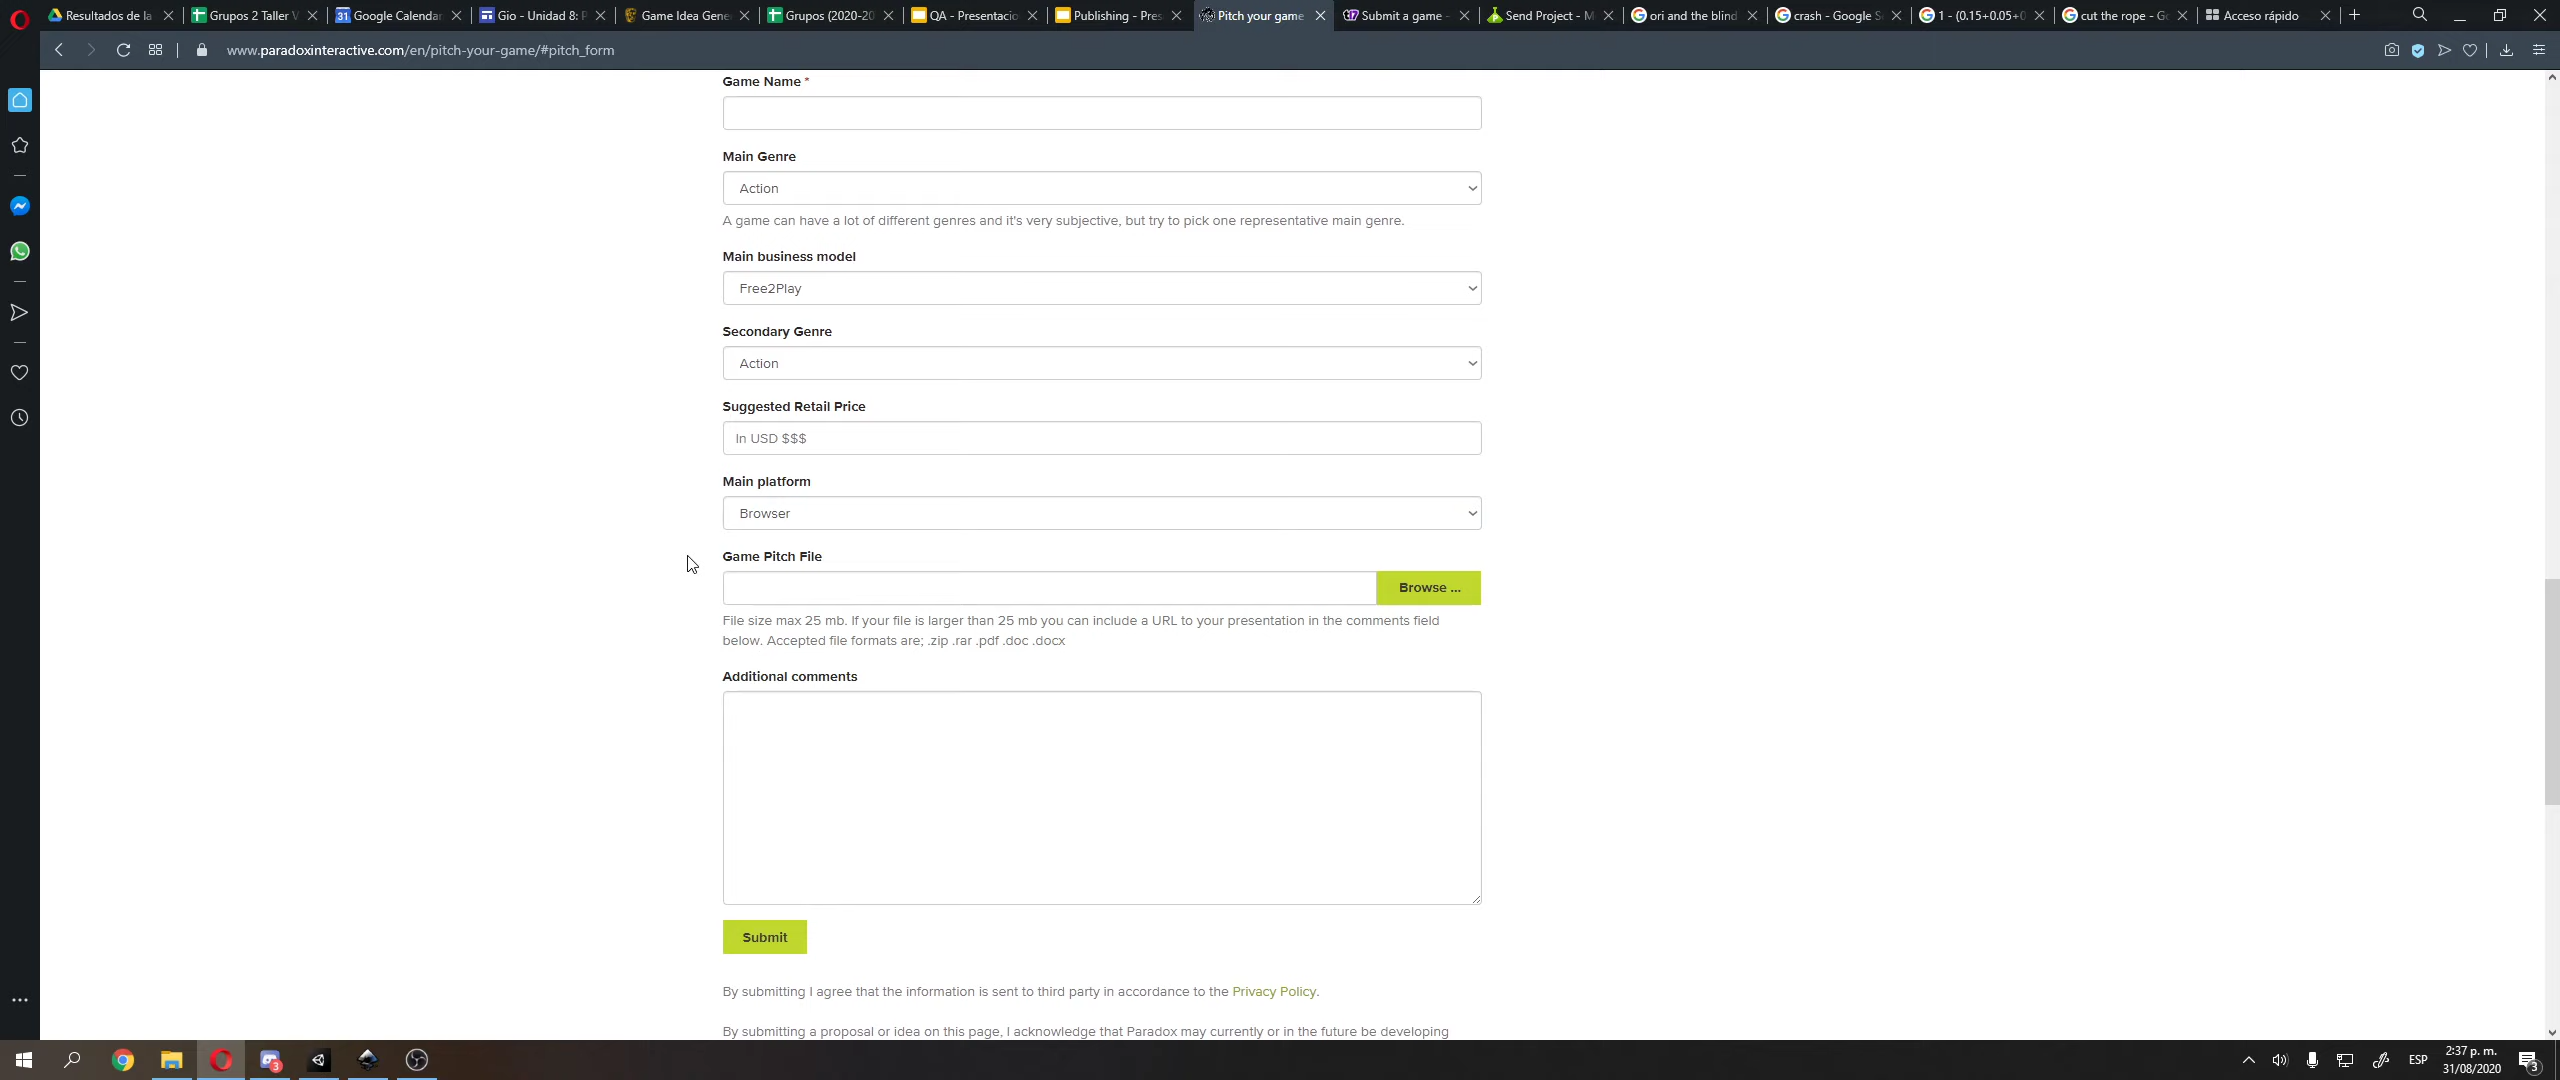 Resultados de la
Grupos 2 Taller V
31 Google Calendar
Gio - Unidad 8: P
Game Idea Gene
Grupos (2020-20
QA - Presentacio
Publishing - Pres
Pitch your game
Submit a game -
Send Project - M
ori and the blind
crash - Google S
1 - (0.15+0.05+0
cut the rope - Go
Acceso rápido
www.paradoxinteractive.com/en/pitch-your-game/#pitch_form
Game Name *
Main Genre
Action
A game can have a lot of different genres and it's very subjective, but try to pick one representative main genre.
Main business model
Free2Play
Secondary Genre
Action
Suggested Retail Price
In USD $$$
Main platform
Browser
Game Pitch File
Browse ...
File size max 25 mb. If your file is larger than 25 mb you can include a URL to your presentation in the comments field
below. Accepted file formats are; .zip .rar .pdf .doc .docx
Additional comments
Submit
By submitting I agree that the information is sent to third party in accordance to the Privacy Policy.
By submitting a proposal or idea on this page, I acknowledge that Paradox may currently or in the future be developing
3
ESP
2:37 p. m.
31/08/2020
3